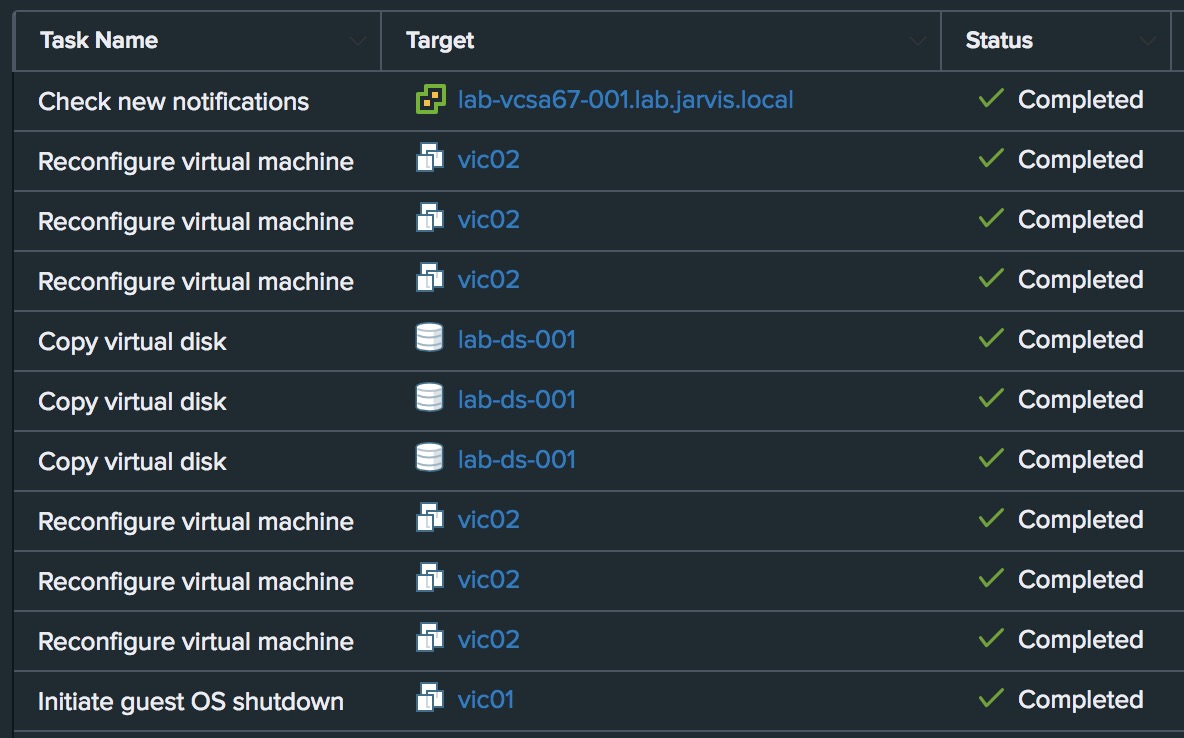 Task Name Target Status
Check new notifications lab-vcsa67-001.lab.jarvis.local Completed
Reconfigure virtual machine vic02 Completed
Reconfigure virtual machine vic02 Completed
Reconfigure virtual machine vic02 Completed
Copy virtual disk lab-ds-001 Completed
Copy virtual disk lab-ds-001 Completed
Copy virtual disk lab-ds-001 Completed
Reconfigure virtual machine vic02 Completed
Reconfigure virtual machine vic02 Completed
Reconfigure virtual machine vic02 Completed
Initiate guest OS shutdown vic01 Completed